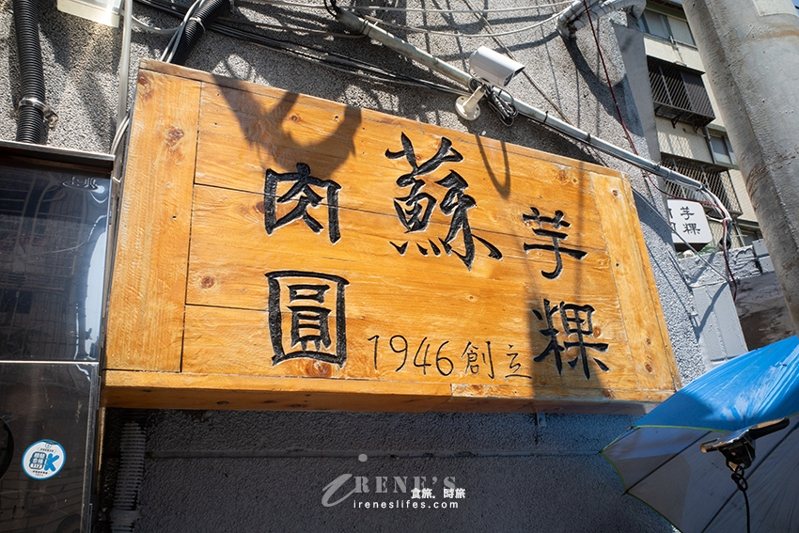 蘇
芋粿
肉圓
1946創立
芋粿
IRENE'S
食旅。時旅
ireneslifes.com